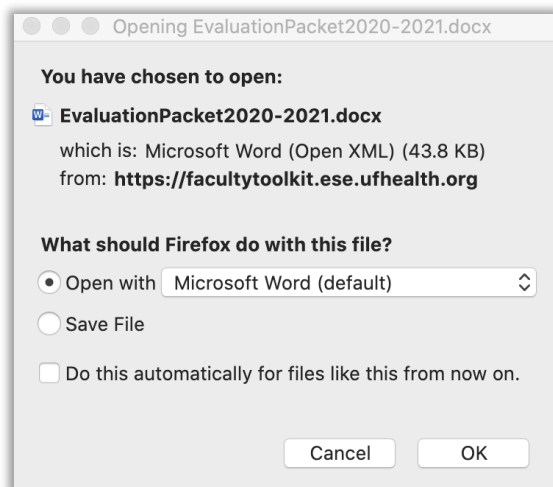 Opening EvaluationPacket2020-2021.docx
You have chosen to open:
EvaluationPacket2020-2021.docx
which is: Microsoft Word (Open XML) (43.8 KB)
from: https://facultytoolkit.ese.ufhealth.org
What should Firefox do with this file?
Open with Microsoft Word (default)
Save File
Do this automatically for files like this from now on.
Cancel OK